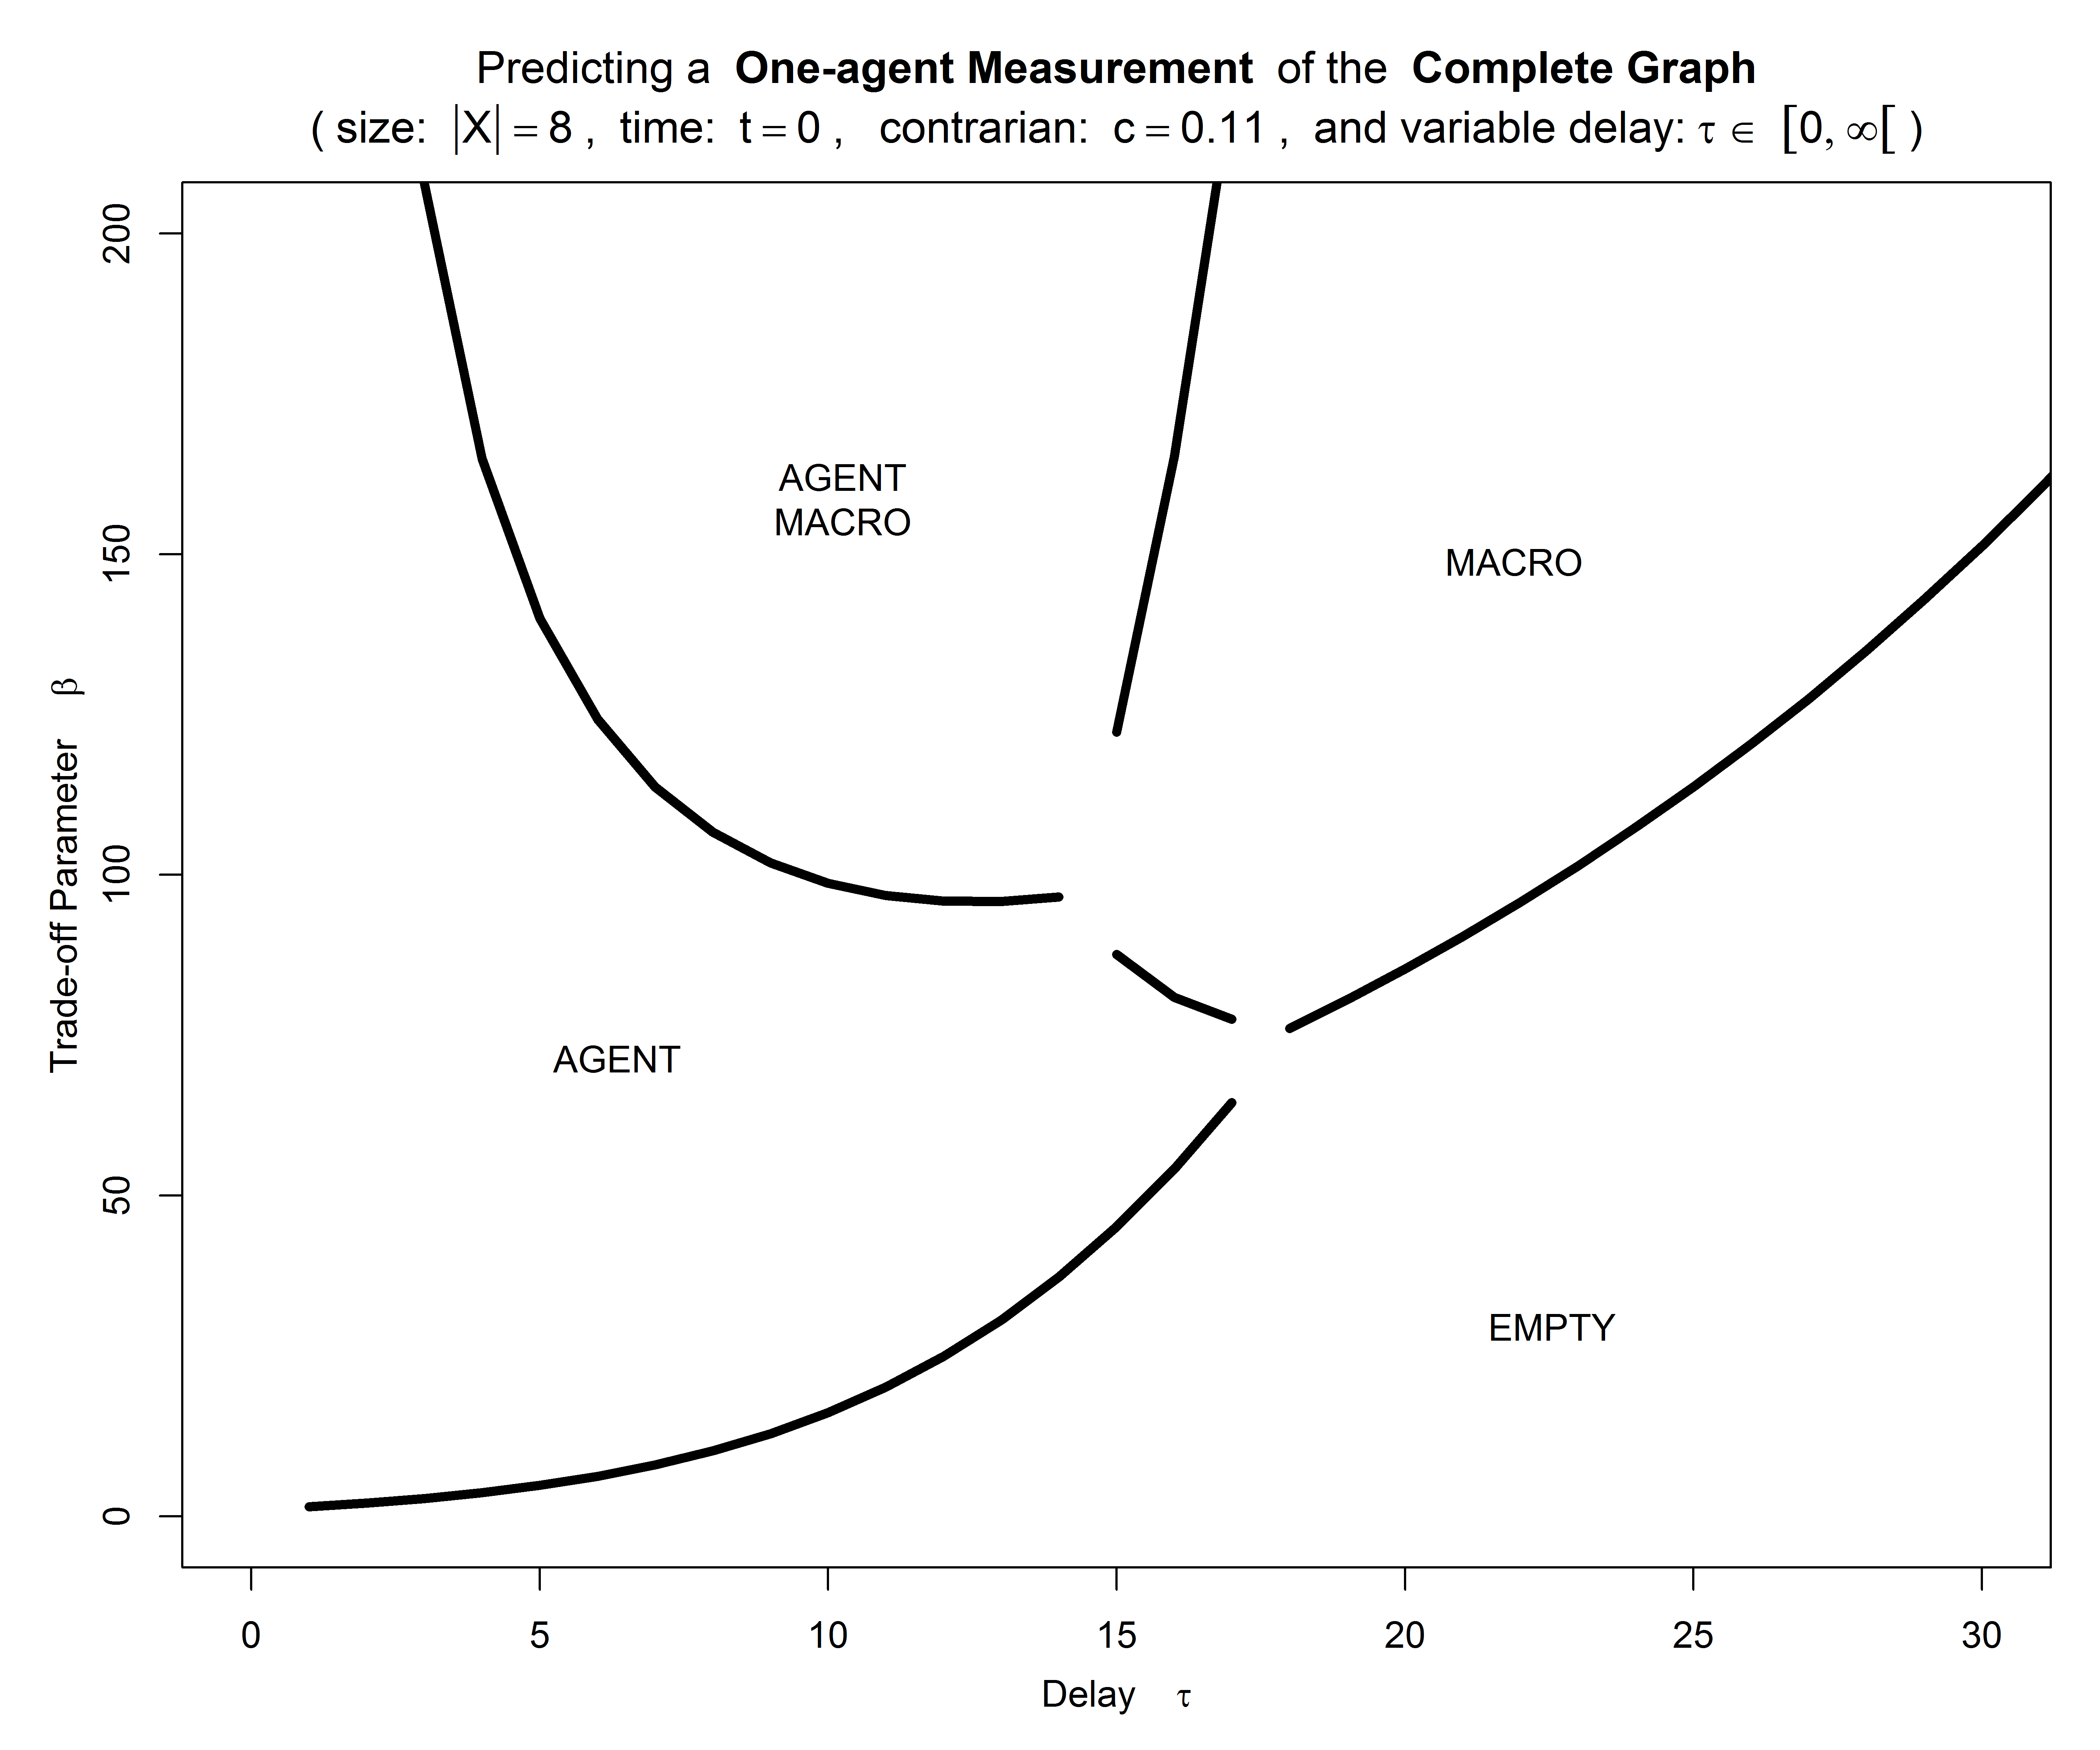 Predicting a One-agent Measurement of the Complete Graph
( size: |X| = 8 , time: t = 0 , contrarian: c = 0.11 , and variable delay: τ ∈ [0, ∞[ )
200
150
100
50
0
Trade-off Parameter β
AGENT
MACRO
MACRO
AGENT
EMPTY
0 5 10 15 20 25 30
Delay τ